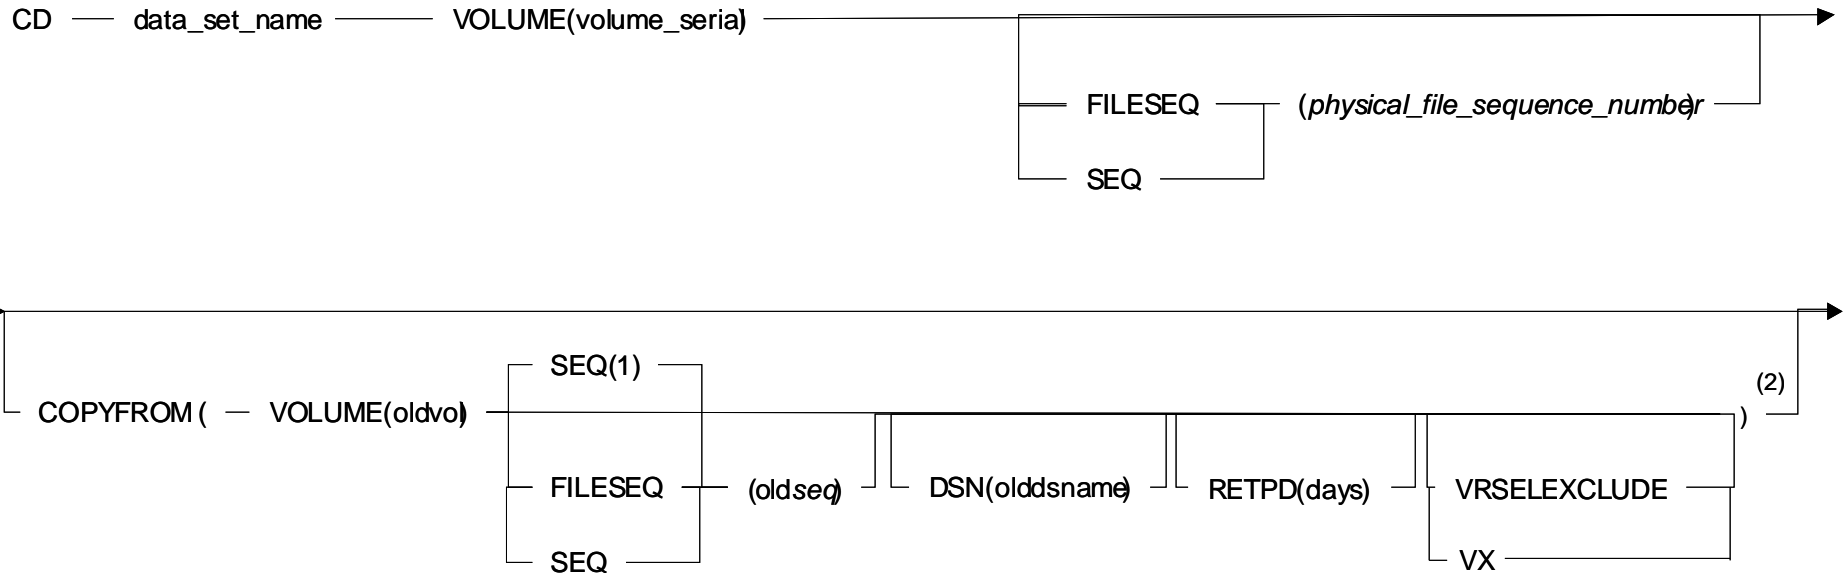 CD data_set_name VOLUME(volume_serial)
FILESEQ (physical_file_sequence_number)
SEQ
SEQ(1)
(2)
COPYFROM ( VOLUME(oldvol) )
FILESEQ (oldseq) DSN(olddsname) RETPD(days) VRSELEXCLUDE
SEQ VX